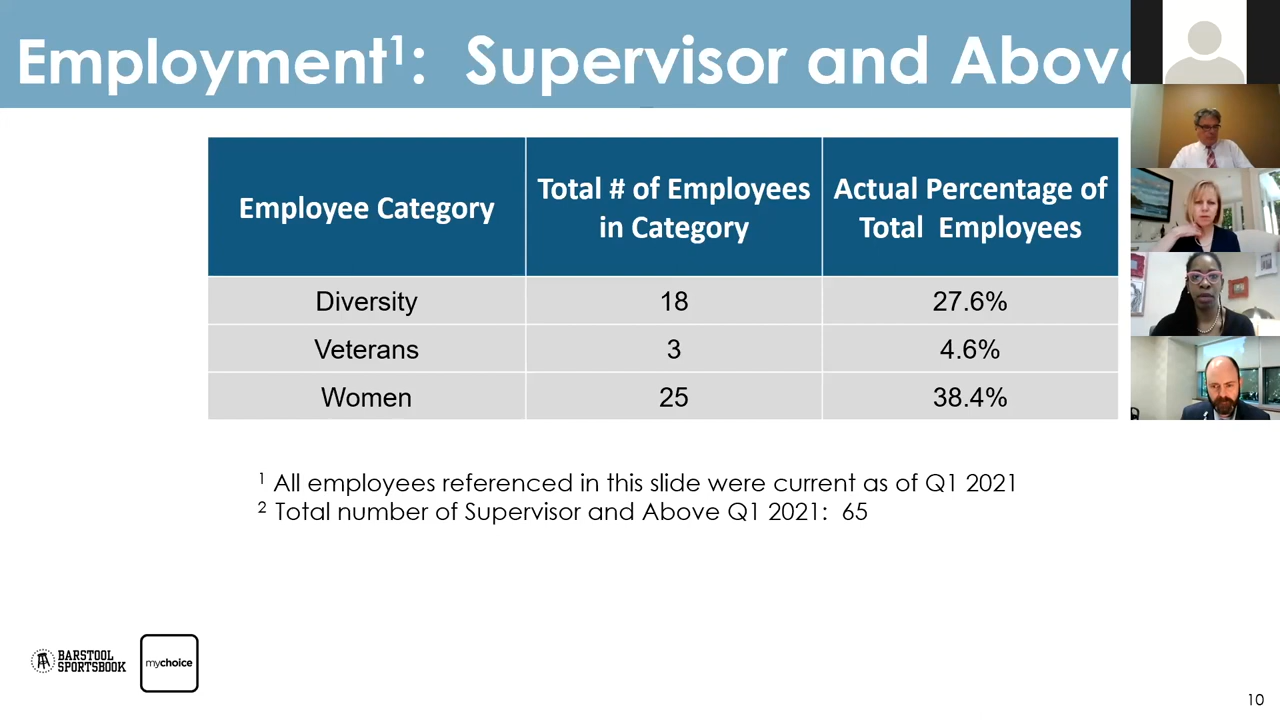 Employment¹: Supervisor and Above
Employee Category
Total # of Employees
in Category
Actual Percentage of
Total Employees
Diversity 18 27.6%
Veterans 3 4.6%
Women 25 38.4%
¹ All employees referenced in this slide were current as of Q1 2021
² Total number of Supervisor and Above Q1 2021: 65
BARSTOOL
SPORTSBOOK
mychoice
10